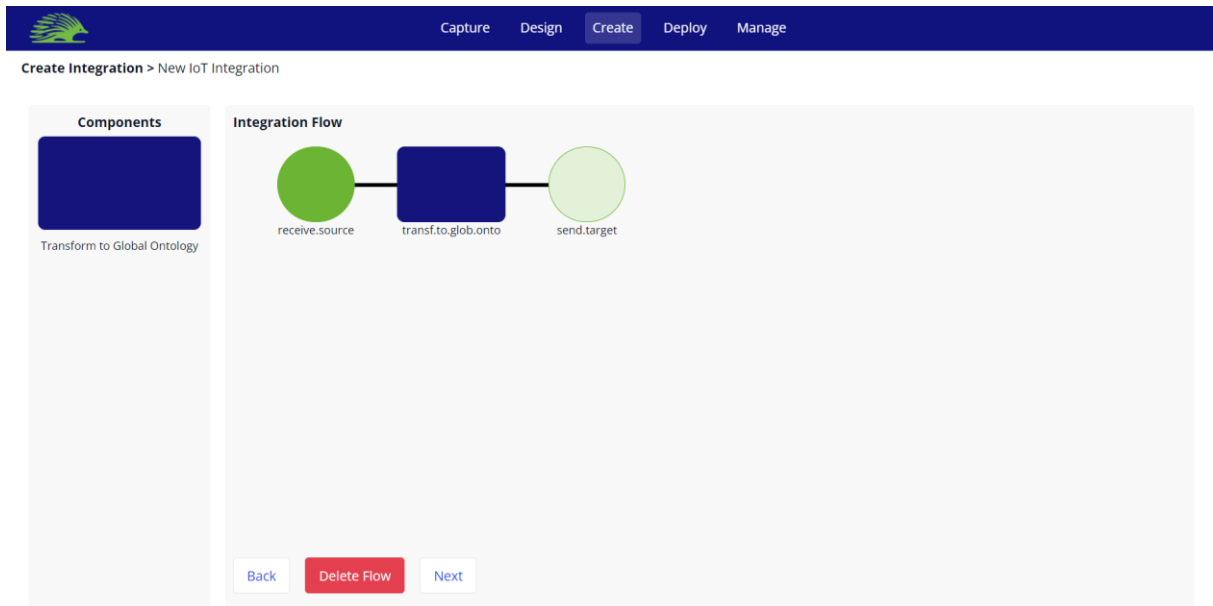 Capture Design Create Deploy Manage
Create Integration > New IoT Integration
Components
Transform to Global Ontology
Integration Flow
receive.source transf.to.glob.onto send.target
Back Delete Flow Next